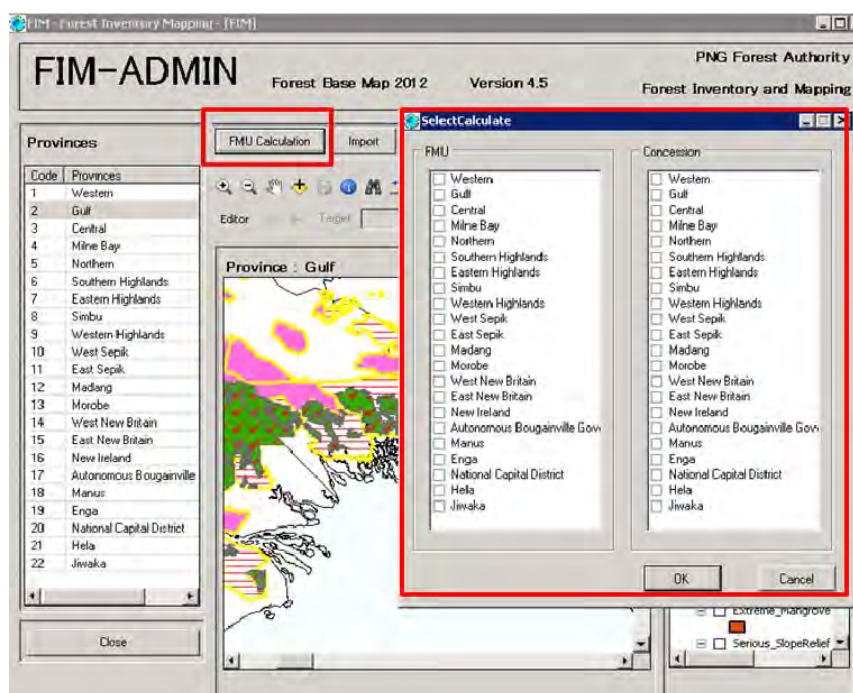 FIM - Forest Inventory Mapping - [FIM]
FIM-ADMIN
Forest Base Map 2012
Version 4.5
PNG Forest Authority
Forest Inventory and Mapping
Provinces
Code Provinces
1 Western
2 Gulf
3 Central
4 Milne Bay
5 Northern
6 Southern Highlands
7 Eastern Highlands
8 Simbu
9 Western Highlands
10 West Sepik
11 East Sepik
12 Madang
13 Morobe
14 West New Britain
15 East New Britain
16 New Ireland
17 Autonomous Bougainville
18 Manus
19 Enga
20 National Capital District
21 Hela
22 Jiwaka
Close
FMU Calculation
Import
Editor
Target
Province : Gulf
SelectCalculate
FMU
Western
Gulf
Central
Milne Bay
Northern
Southern Highlands
Eastern Highlands
Simbu
Western Highlands
West Sepik
East Sepik
Madang
Morobe
West New Britain
East New Britain
New Ireland
Autonomous Bougainville Gov
Manus
Enga
National Capital District
Hela
Jiwaka
Concession
Western
Gulf
Central
Milne Bay
Northern
Southern Highlands
Eastern Highlands
Simbu
Western Highlands
West Sepik
East Sepik
Madang
Morobe
West New Britain
East New Britain
New Ireland
Autonomous Bougainville Gov
Manus
Enga
National Capital District
Hela
Jiwaka
OK
Cancel
Extreme_Mangrove
Serious_SlopeRelief